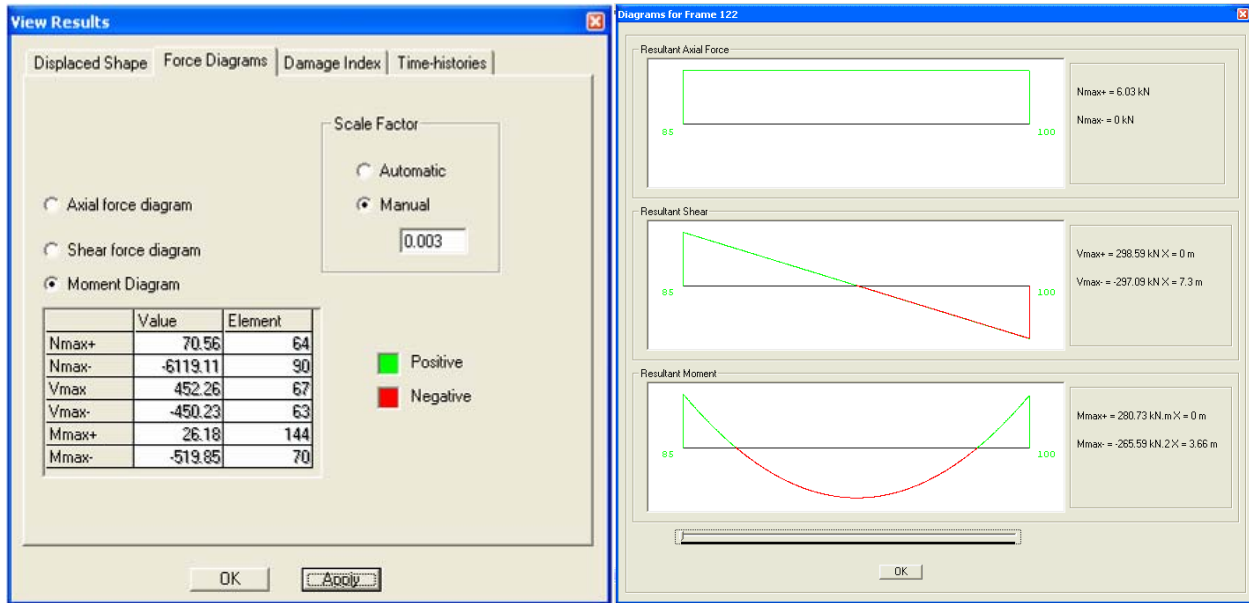 View Results
Displaced Shape Force Diagrams Damage Index Time-histories
Scale Factor
Automatic
Manual
0.003
Axial force diagram
Shear force diagram
Moment Diagram
Value Element
Nmax+ 70.56 64
Nmax- -6119.11 90
Vmax 452.26 67
Vmax- -450.23 63
Mmax+ 26.18 144
Mmax- -519.85 70
Positive
Negative
OK Apply
Diagrams for Frame 122
Resultant Axial Force
85 100
Nmax+ = 6.03 kN
Nmax- = 0 kN
Resultant Shear
85 100
Vmax+ = 298.59 kN X = 0 m
Vmax- = -297.09 kN X = 7.3 m
Resultant Moment
85 100
Mmax+ = 280.73 kN.m X = 0 m
Mmax- = -265.59 kN.2 X = 3.66 m
OK